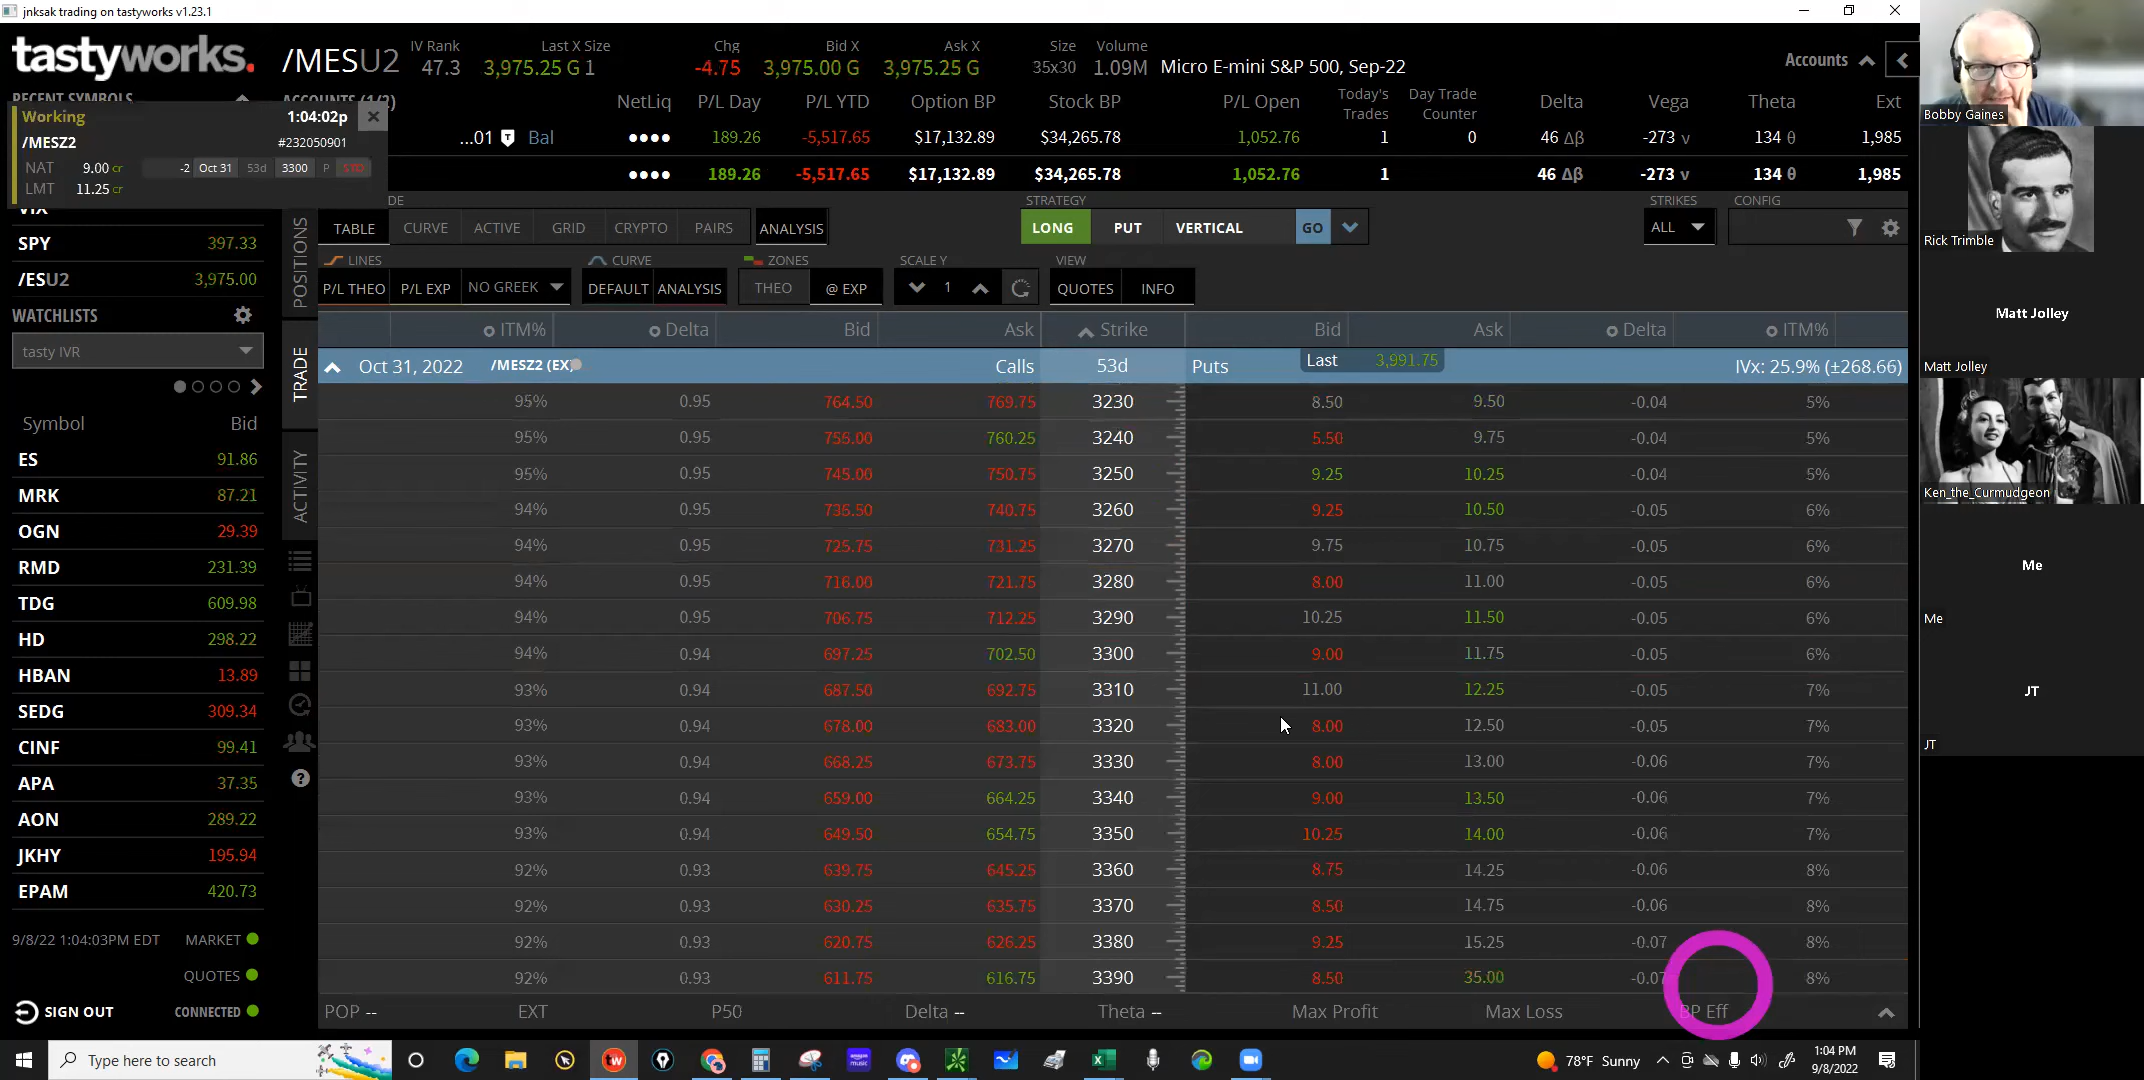 jnksak trading on tastyworks v1.23.1
tastyworks.
/MESU2
IV Rank
47.3
Last X Size
3,975.25 G 1
Chg
-4.75
Bid X
3,975.00 G
Ask X
3,975.25 G
Size
35x30
Volume
1.09M
Micro E-mini S&P 500, Sep-22
Accounts
RECENT SYMBOLS
ACCOUNTS (1/2)
NetLiq P/L Day P/L YTD Option BP Stock BP P/L Open Today's Trades Day Trade Counter Delta Vega Theta Ext
...01 Bal 189.26 -5,517.65 $17,132.89 $34,265.78 1,052.76 1 0 46 Δβ -273 ν 134 θ 1,985
189.26 -5,517.65 $17,132.89 $34,265.78 1,052.76 1 46 Δβ -273 ν 134 θ 1,985
Working 1:04:02p
/MESZ2 #232050901
NAT 9.00 cr -2 Oct 31 53d 3300 P STO
LMT 11.25 cr
VIX
SPY 397.33
/ESU2 3,975.00
WATCHLISTS
tasty IVR
Symbol Bid
ES 91.86
MRK 87.21
OGN 29.39
RMD 231.39
TDG 609.98
HD 298.22
HBAN 13.89
SEDG 309.34
CINF 99.41
APA 37.35
AON 289.22
JKHY 195.94
EPAM 420.73
9/8/22 1:04:03PM EDT MARKET
QUOTES
SIGN OUT CONNECTED
POSITIONS
TRADE
ACTIVITY
DE
TABLE CURVE ACTIVE GRID CRYPTO PAIRS ANALYSIS
STRATEGY
LONG PUT VERTICAL GO
STRIKES
ALL
CONFIG
LINES
P/L THEO P/L EXP NO GREEK
CURVE
DEFAULT ANALYSIS
ZONES
THEO @ EXP
SCALE Y
1
VIEW
QUOTES INFO
ITM% Delta Bid Ask Strike Bid Ask Delta ITM%
Oct 31, 2022 /MESZ2 (EX) Calls 53d Puts Last 3,991.75 IVx: 25.9% (±268.66)
95% 0.95 764.50 769.75 3230 8.50 9.50 -0.04 5%
95% 0.95 755.00 760.25 3240 5.50 9.75 -0.04 5%
95% 0.95 745.00 750.75 3250 9.25 10.25 -0.04 5%
94% 0.95 735.50 740.75 3260 9.25 10.50 -0.05 6%
94% 0.95 725.75 731.25 3270 9.75 10.75 -0.05 6%
94% 0.95 716.00 721.75 3280 8.00 11.00 -0.05 6%
94% 0.95 706.75 712.25 3290 10.25 11.50 -0.05 6%
94% 0.94 697.25 702.50 3300 9.00 11.75 -0.05 6%
93% 0.94 687.50 692.75 3310 11.00 12.25 -0.05 7%
93% 0.94 678.00 683.00 3320 8.00 12.50 -0.05 7%
93% 0.94 668.25 673.75 3330 8.00 13.00 -0.06 7%
93% 0.94 659.00 664.25 3340 9.00 13.50 -0.06 7%
93% 0.94 649.50 654.75 3350 10.25 14.00 -0.06 7%
92% 0.93 639.75 645.25 3360 8.75 14.25 -0.06 8%
92% 0.93 630.25 635.75 3370 8.50 14.75 -0.06 8%
92% 0.93 620.75 626.25 3380 9.25 15.25 -0.07 8%
92% 0.93 611.75 616.75 3390 8.50 35.00 -0.07 8%
POP -- EXT P50 Delta -- Theta -- Max Profit Max Loss BP Eff
Bobby Gaines
Rick Trimble
Matt Jolley
Matt Jolley
Ken_the_Curmudgeon
Me
Me
JT
JT
Type here to search
78°F Sunny
1:04 PM
9/8/2022